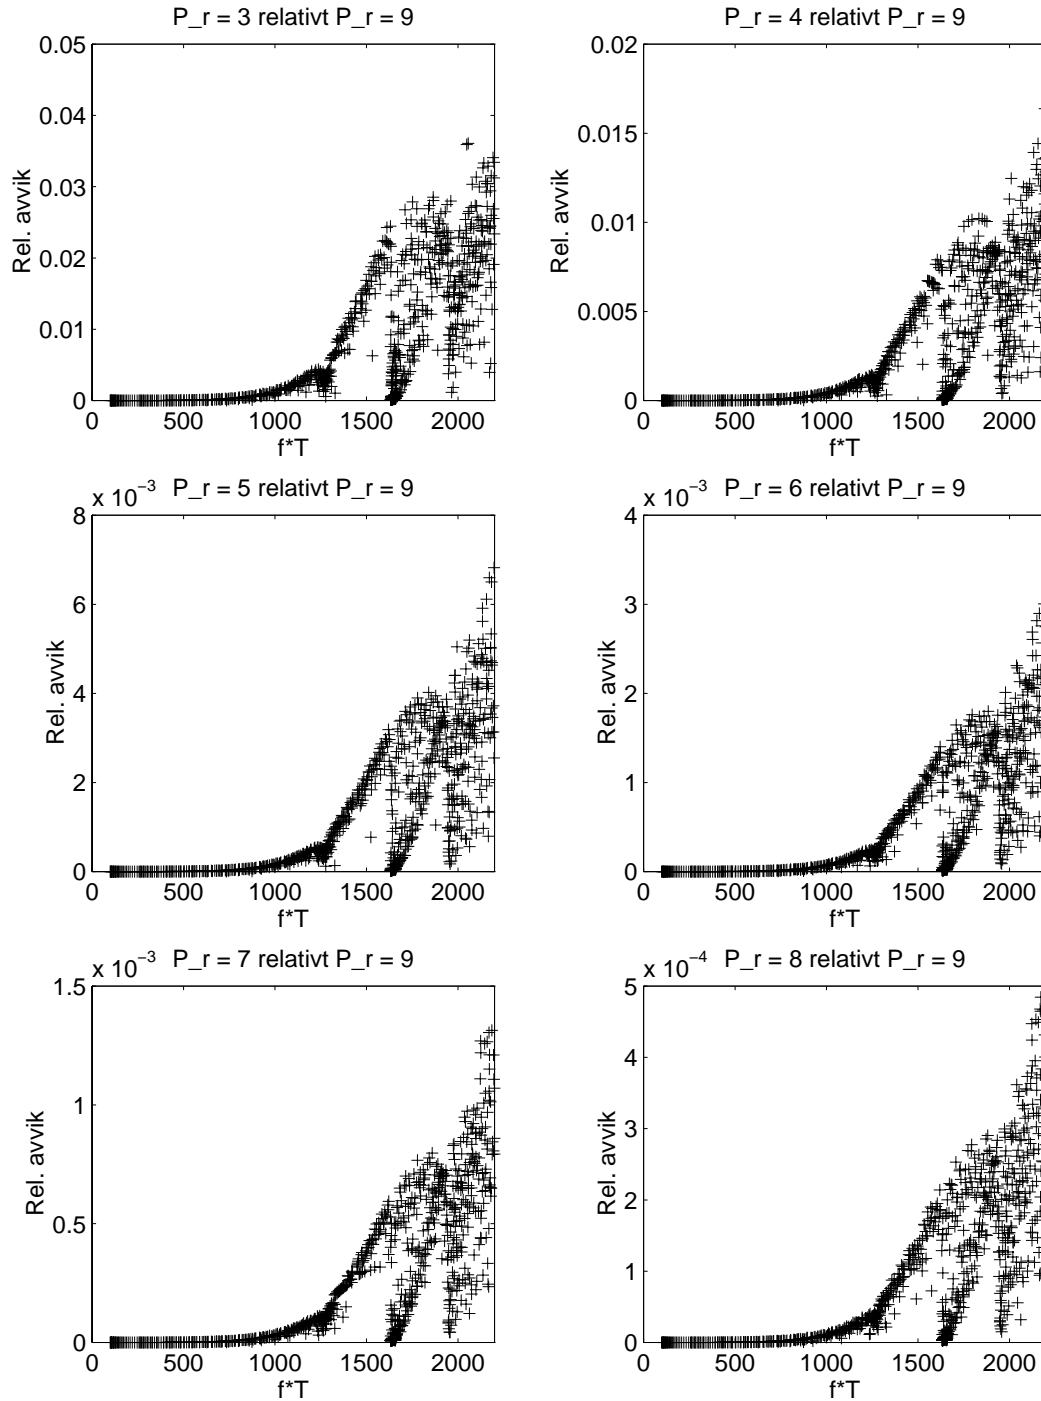 P_r = 3 relativt P_r = 9
0.05
0.04
0.03
0.02
0.01
0
Rel. avvik
0 500 1000 1500 2000
f*T
P_r = 4 relativt P_r = 9
0.02
0.015
0.01
0.005
0
Rel. avvik
0 500 1000 1500 2000
f*T
x 10⁻³ P_r = 5 relativt P_r = 9
8
6
4
2
0
Rel. avvik
0 500 1000 1500 2000
f*T
x 10⁻³ P_r = 6 relativt P_r = 9
4
3
2
1
0
Rel. avvik
0 500 1000 1500 2000
f*T
x 10⁻³ P_r = 7 relativt P_r = 9
1.5
1
0.5
0
Rel. avvik
0 500 1000 1500 2000
f*T
x 10⁻⁴ P_r = 8 relativt P_r = 9
5
4
3
2
1
0
Rel. avvik
0 500 1000 1500 2000
f*T